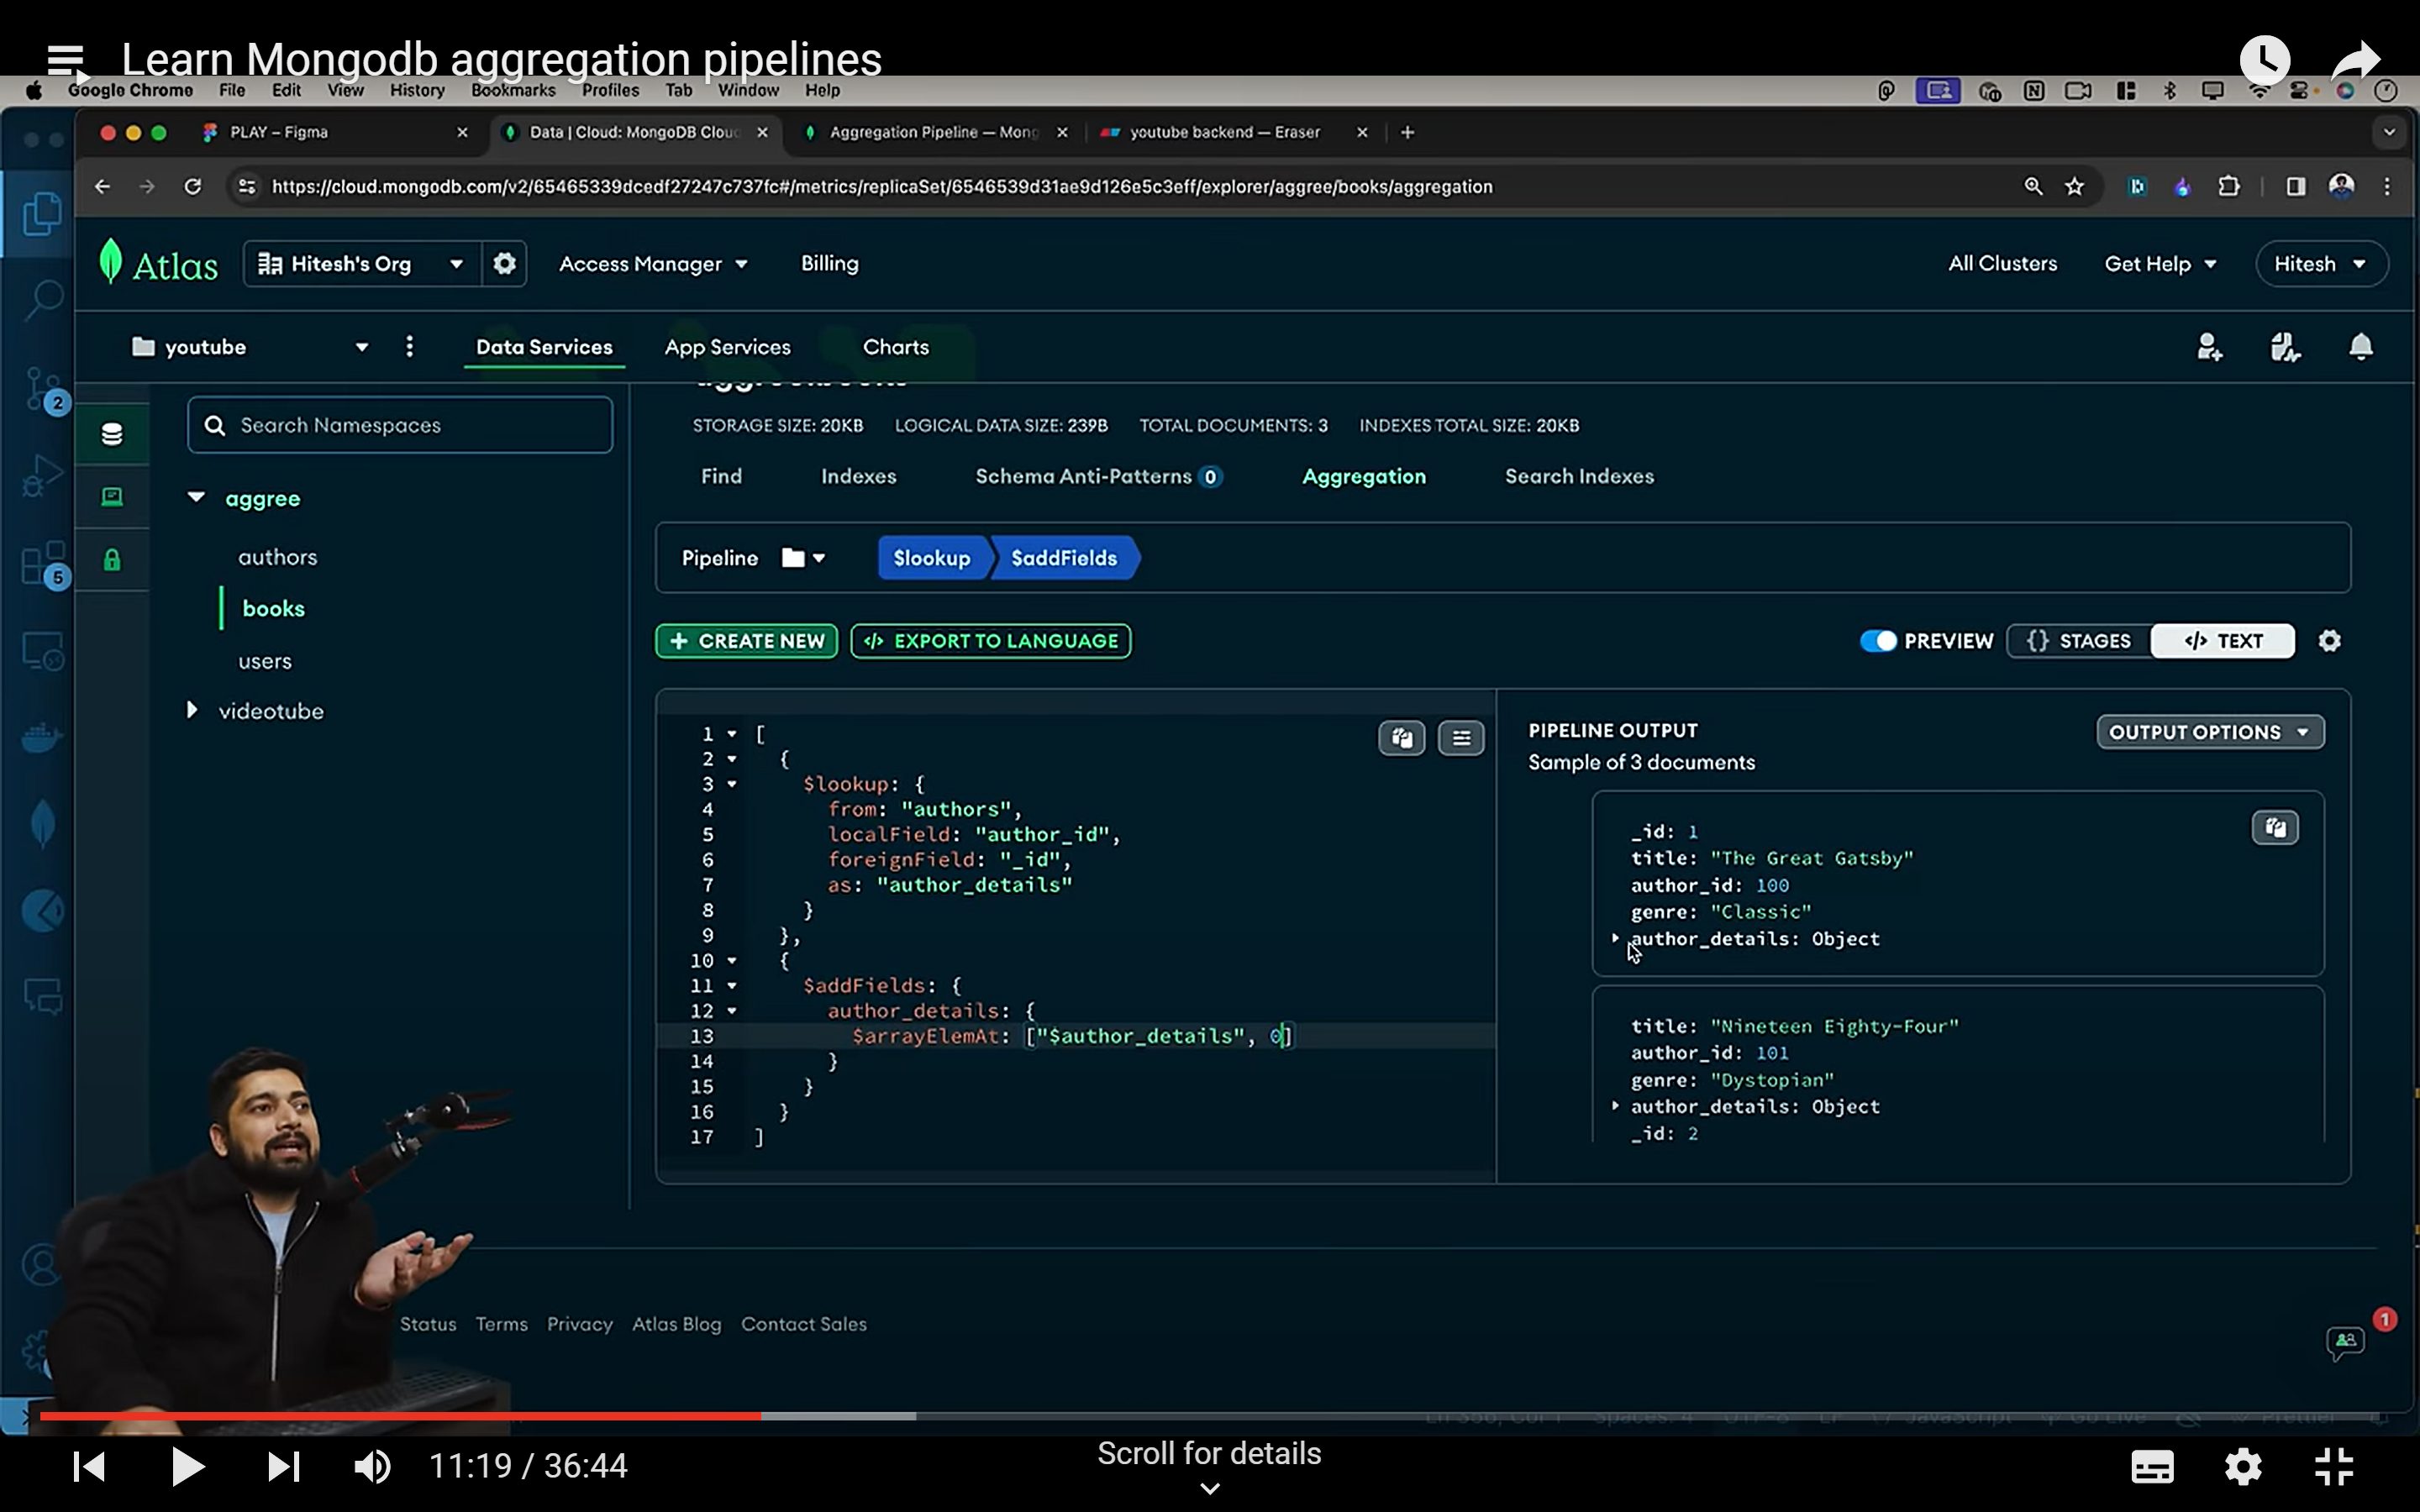 Learn Mongodb aggregation pipelines
Google Chrome File Edit View History Bookmarks Profiles Tab Window Help
PLAY – Figma
Data | Cloud: MongoDB Clou
Aggregation Pipeline — Mong
youtube backend — Eraser
https://cloud.mongodb.com/v2/65465339dcedf27247c737fc#/metrics/replicaSet/6546539d31ae9d126e5c3eff/explorer/aggree/books/aggregation
Atlas
Hitesh's Org
Access Manager
Billing
All Clusters
Get Help
Hitesh
youtube
Data Services
App Services
Charts
2
5
Search Namespaces
aggree
authors
books
users
videotube
STORAGE SIZE: 20KB LOGICAL DATA SIZE: 239B TOTAL DOCUMENTS: 3 INDEXES TOTAL SIZE: 20KB
Find Indexes Schema Anti-Patterns 0 Aggregation Search Indexes
Pipeline $lookup $addFields
+ CREATE NEW </> EXPORT TO LANGUAGE
PREVIEW {} STAGES </> TEXT
1 [
2 {
3 $lookup: {
4 from: "authors",
5 localField: "author_id",
6 foreignField: "_id",
7 as: "author_details"
8 }
9 },
10 {
11 $addFields: {
12 author_details: {
13 $arrayElemAt: ["$author_details", 0]
14 }
15 }
16 }
17 ]
PIPELINE OUTPUT
Sample of 3 documents
OUTPUT OPTIONS
_id: 1
title: "The Great Gatsby"
author_id: 100
genre: "Classic"
author_details: Object
title: "Nineteen Eighty-Four"
author_id: 101
genre: "Dystopian"
author_details: Object
_id: 2
Status Terms Privacy Atlas Blog Contact Sales
1
11:19 / 36:44
Scroll for details